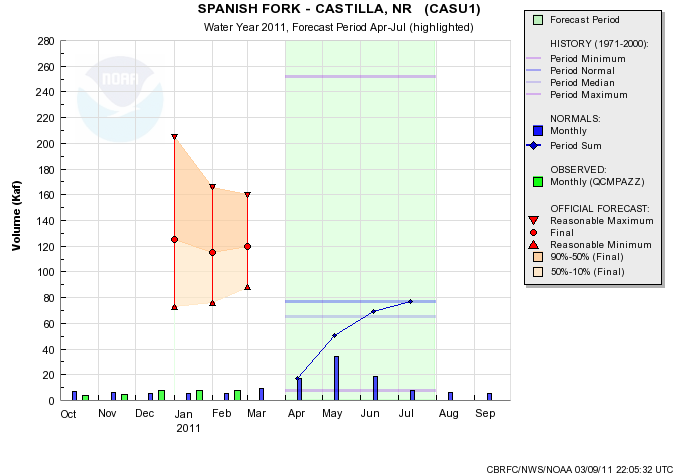 SPANISH FORK - CASTILLA, NR (CASU1)
Water Year 2011, Forecast Period Apr-Jul (highlighted)
Volume (Kaf)
280
260
240
220
200
180
160
140
120
100
80
60
40
20
0
NOAA
Oct Nov Dec Jan Feb Mar Apr May Jun Jul Aug Sep
2011
Forecast Period
HISTORY (1971-2000):
Period Minimum
Period Normal
Period Median
Period Maximum
NORMALS:
Monthly
Period Sum
OBSERVED:
Monthly (QCMPAZZ)
OFFICIAL FORECAST:
Reasonable Maximum
Final
Reasonable Minimum
90%-50% (Final)
50%-10% (Final)
CBRFC/NWS/NOAA 03/09/11 22:05:32 UTC